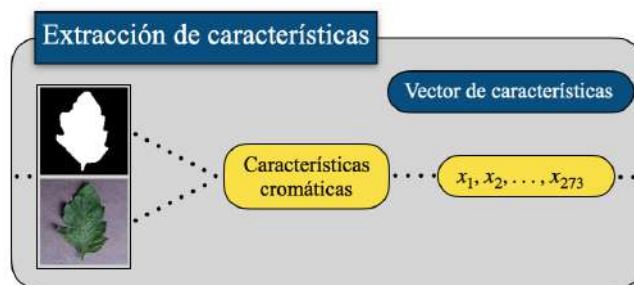 Extracción de características
Vector de características
Características
cromáticas
x₁, x₂, . . . , x₂₇₃